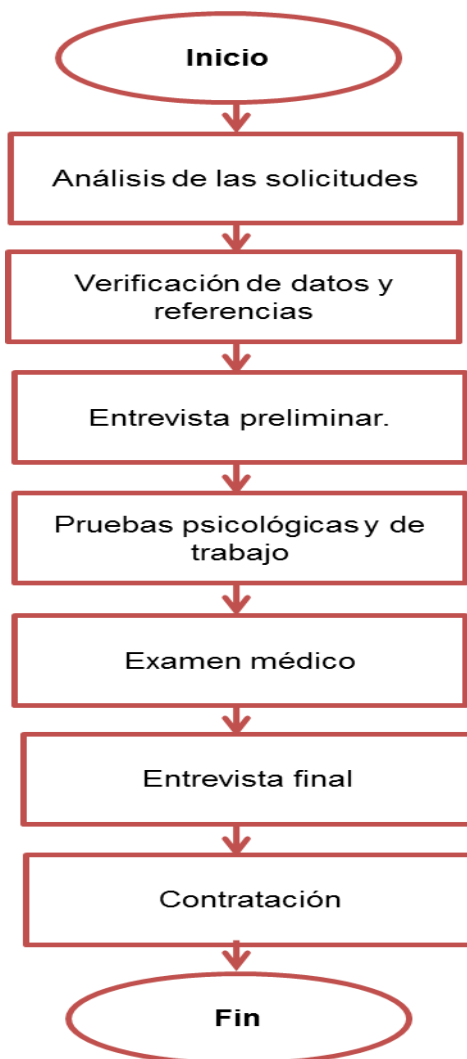 Inicio
Análisis de las solicitudes
Verificación de datos y
referencias
Entrevista preliminar.
Pruebas psicológicas y de
trabajo
Examen médico
Entrevista final
Contratación
Fin